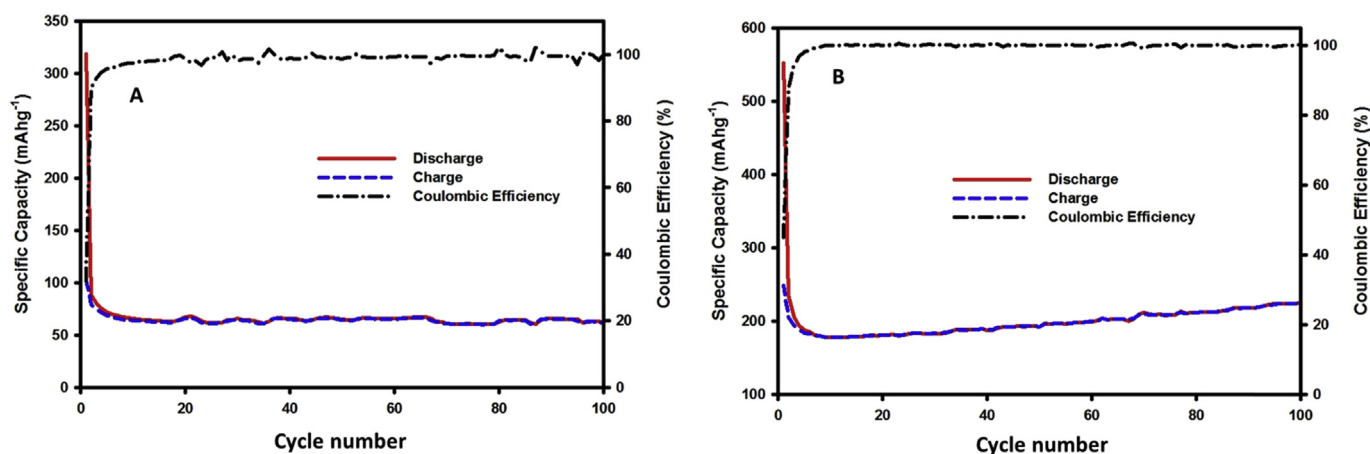 A
Specific Capacity (mAhg⁻¹)
350
300
250
200
150
100
50
0
Discharge
Charge
Coulombic Efficiency
100
80
60
40
20
0
Coulombic Efficiency (%)
0 20 40 60 80 100
Cycle number
B
Specific Capacity (mAhg⁻¹)
600
500
400
300
200
100
Discharge
Charge
Coulombic Efficiency
100
80
60
40
20
0
Coulombic Efficiency (%)
0 20 40 60 80 100
Cycle number